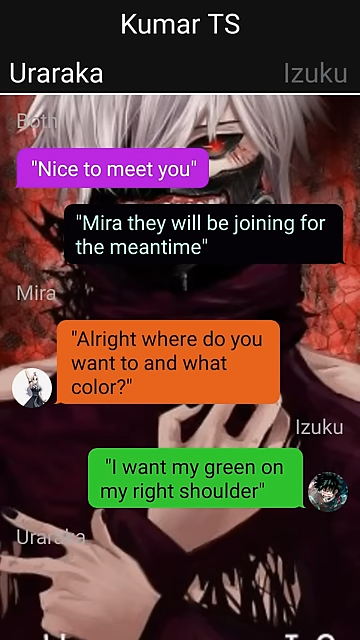 Kumar TS
Uraraka
Izuku
Both
"Nice to meet you"
"Mira they will be joining for
the meantime"
Mira
"Alright where do you
want to and what
color?"
Izuku
"I want my green on
my right shoulder"
Uraraka